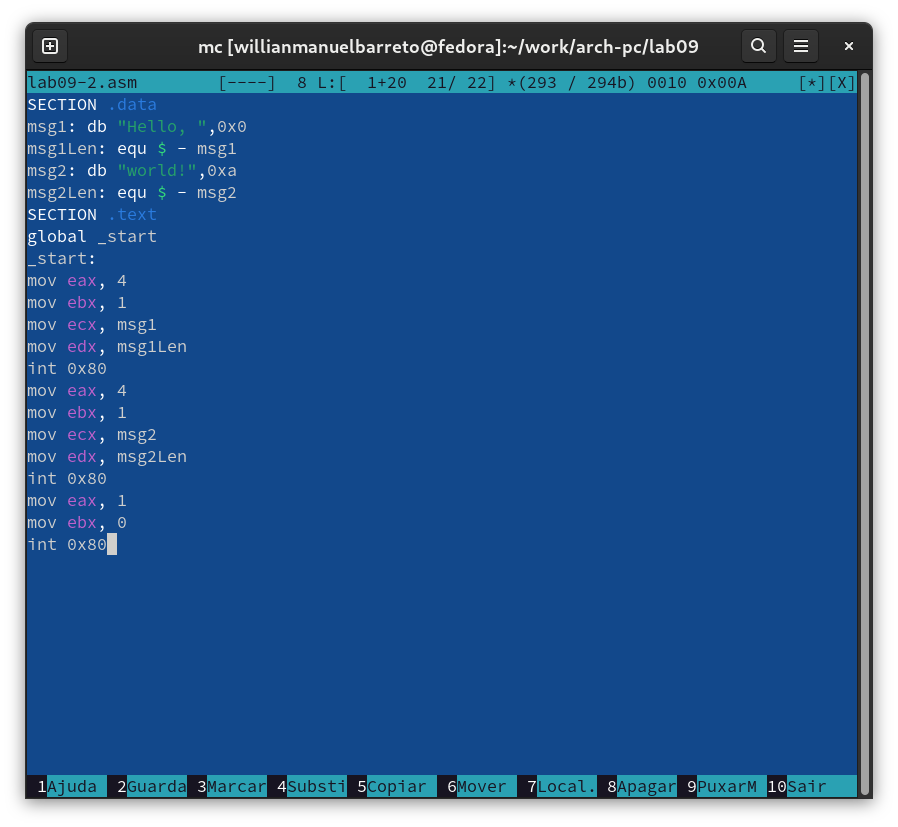 mc [willianmanuelbarreto@fedora]:~/work/arch-pc/lab09
lab09-2.asm [----] 8 L:[ 1+20 21/ 22] *(293 / 294b) 0010 0x00A [*][X]
SECTION .data
msg1: db "Hello, ",0x0
msg1Len: equ $ - msg1
msg2: db "world!",0xa
msg2Len: equ $ - msg2
SECTION .text
global _start
_start:
mov eax, 4
mov ebx, 1
mov ecx, msg1
mov edx, msg1Len
int 0x80
mov eax, 4
mov ebx, 1
mov ecx, msg2
mov edx, msg2Len
int 0x80
mov eax, 1
mov ebx, 0
int 0x80
1Ajuda 2Guarda 3Marcar 4Substi 5Copiar 6Mover 7Local. 8Apagar 9PuxarM 10Sair